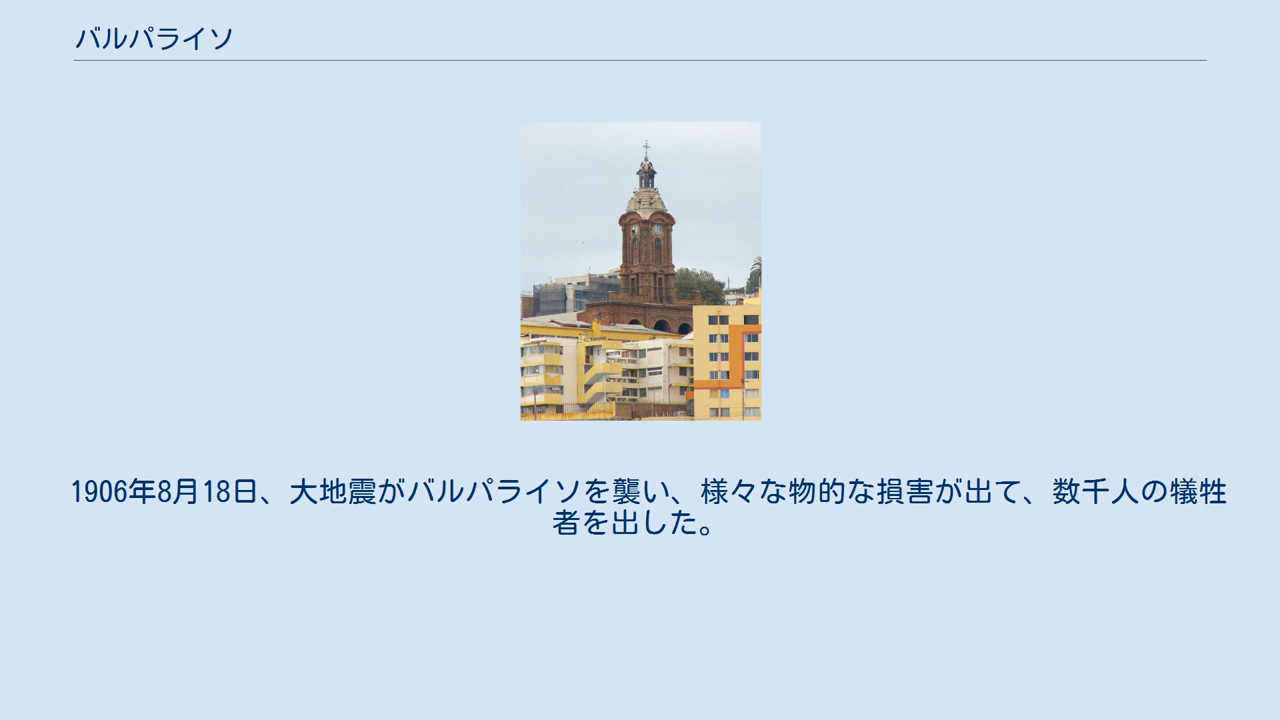 バルパライソ
1906年8月18日、大地震がバルパライソを襲い、様々な物的な損害が出て、数千人の犠牲
者を出した。